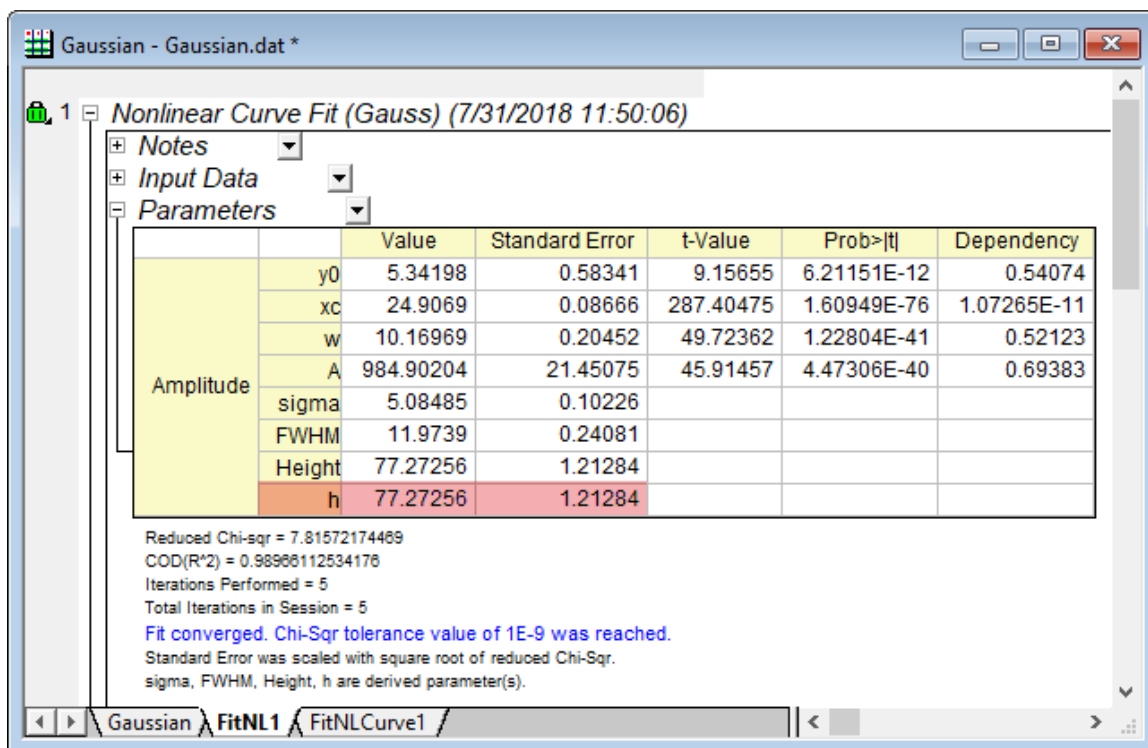 Gaussian - Gaussian.dat *
1 Nonlinear Curve Fit (Gauss) (7/31/2018 11:50:06)
Notes
Input Data
Parameters
Value Standard Error t-Value Prob>|t| Dependency
y0 5.34198 0.58341 9.15655 6.21151E-12 0.54074
xc 24.9069 0.08666 287.40475 1.60949E-76 1.07265E-11
w 10.16969 0.20452 49.72362 1.22804E-41 0.52123
Amplitude A 984.90204 21.45075 45.91457 4.47306E-40 0.69383
sigma 5.08485 0.10226
FWHM 11.9739 0.24081
Height 77.27256 1.21284
h 77.27256 1.21284
Reduced Chi-sqr = 7.81572174469
COD(R^2) = 0.98966112534176
Iterations Performed = 5
Total Iterations in Session = 5
Fit converged. Chi-Sqr tolerance value of 1E-9 was reached.
Standard Error was scaled with square root of reduced Chi-Sqr.
sigma, FWHM, Height, h are derived parameter(s).
Gaussian FitNL1 FitNLCurve1